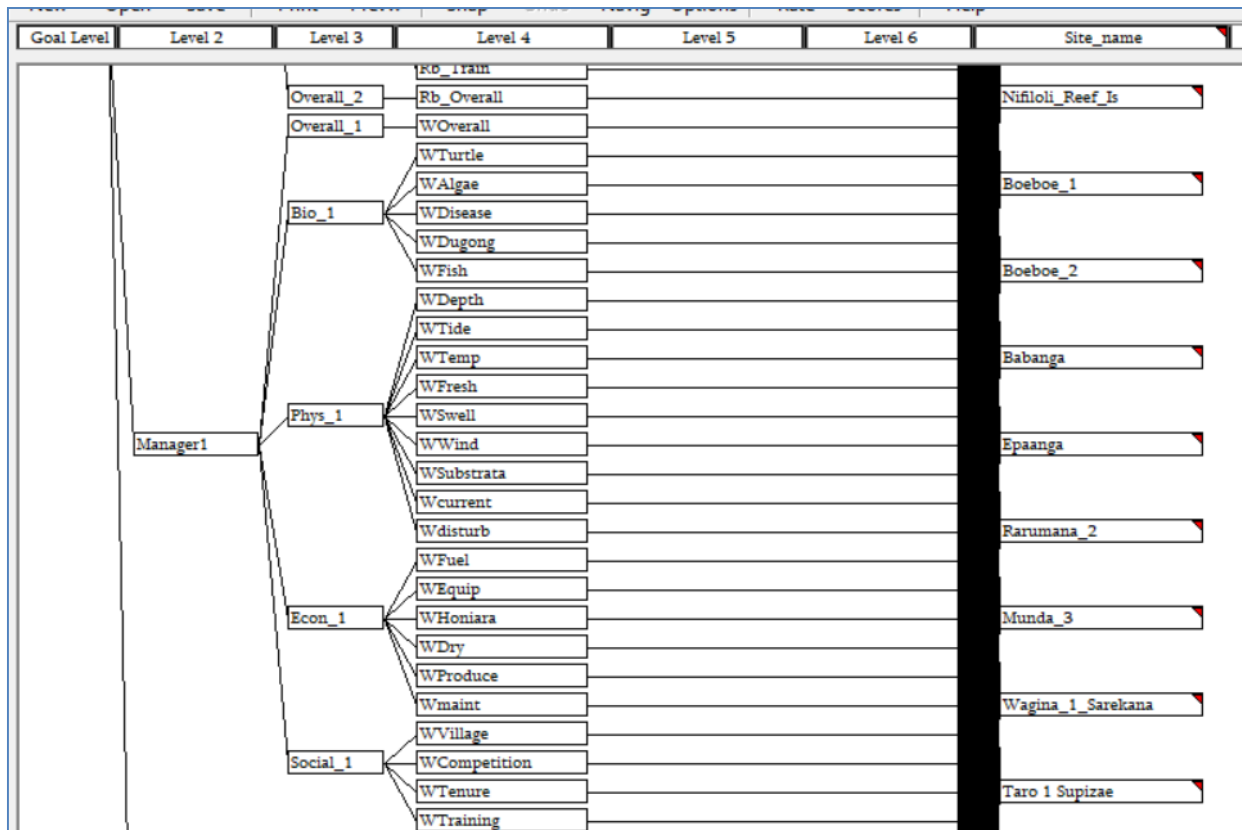 Goal Level Level 2 Level 3 Level 4 Level 5 Level 6 Site_name
Rb_Train
Overall_2 Rb_Overall Nifiloli_Reef_Is
Overall_1 WOverall
WTurtle
WAlgae Boeboe_1
Bio_1 WDisease
WDugong
WFish Boeboe_2
WDepth
WTide
WTemp Babanga
WFresh
Phys_1 WSwell
Manager1 WWind Epaanga
WSubstrata
Wcurrent
Wdisturb Rarumana_2
WFuel
WEquip
Econ_1 WHoniara Munda_3
WDry
WProduce
Wmaint Wagina_1_Sarekana
WVillage
Social_1 WCompetition
WTenure Taro 1 Supizae
WTraining